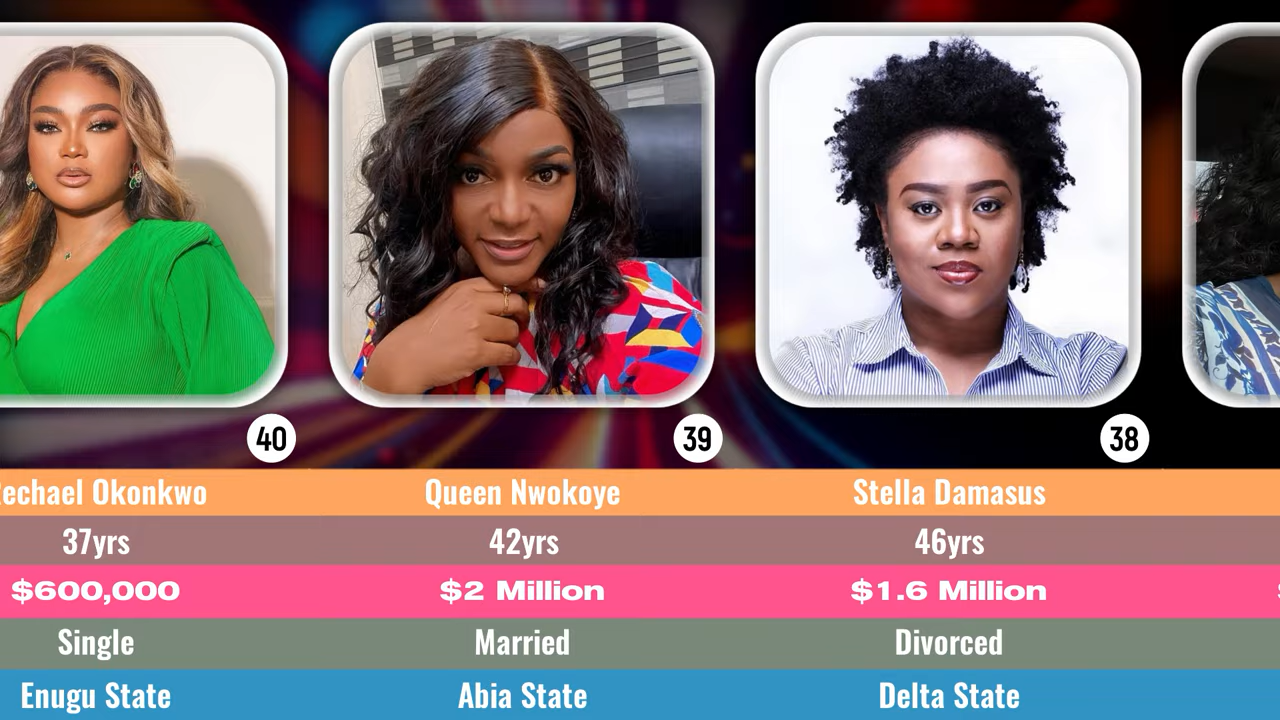 40
39
38
Rechael Okonkwo
Queen Nwokoye
Stella Damasus
37yrs
42yrs
46yrs
$600,000
$2 Million
$1.6 Million
Single
Married
Divorced
Enugu State
Abia State
Delta State